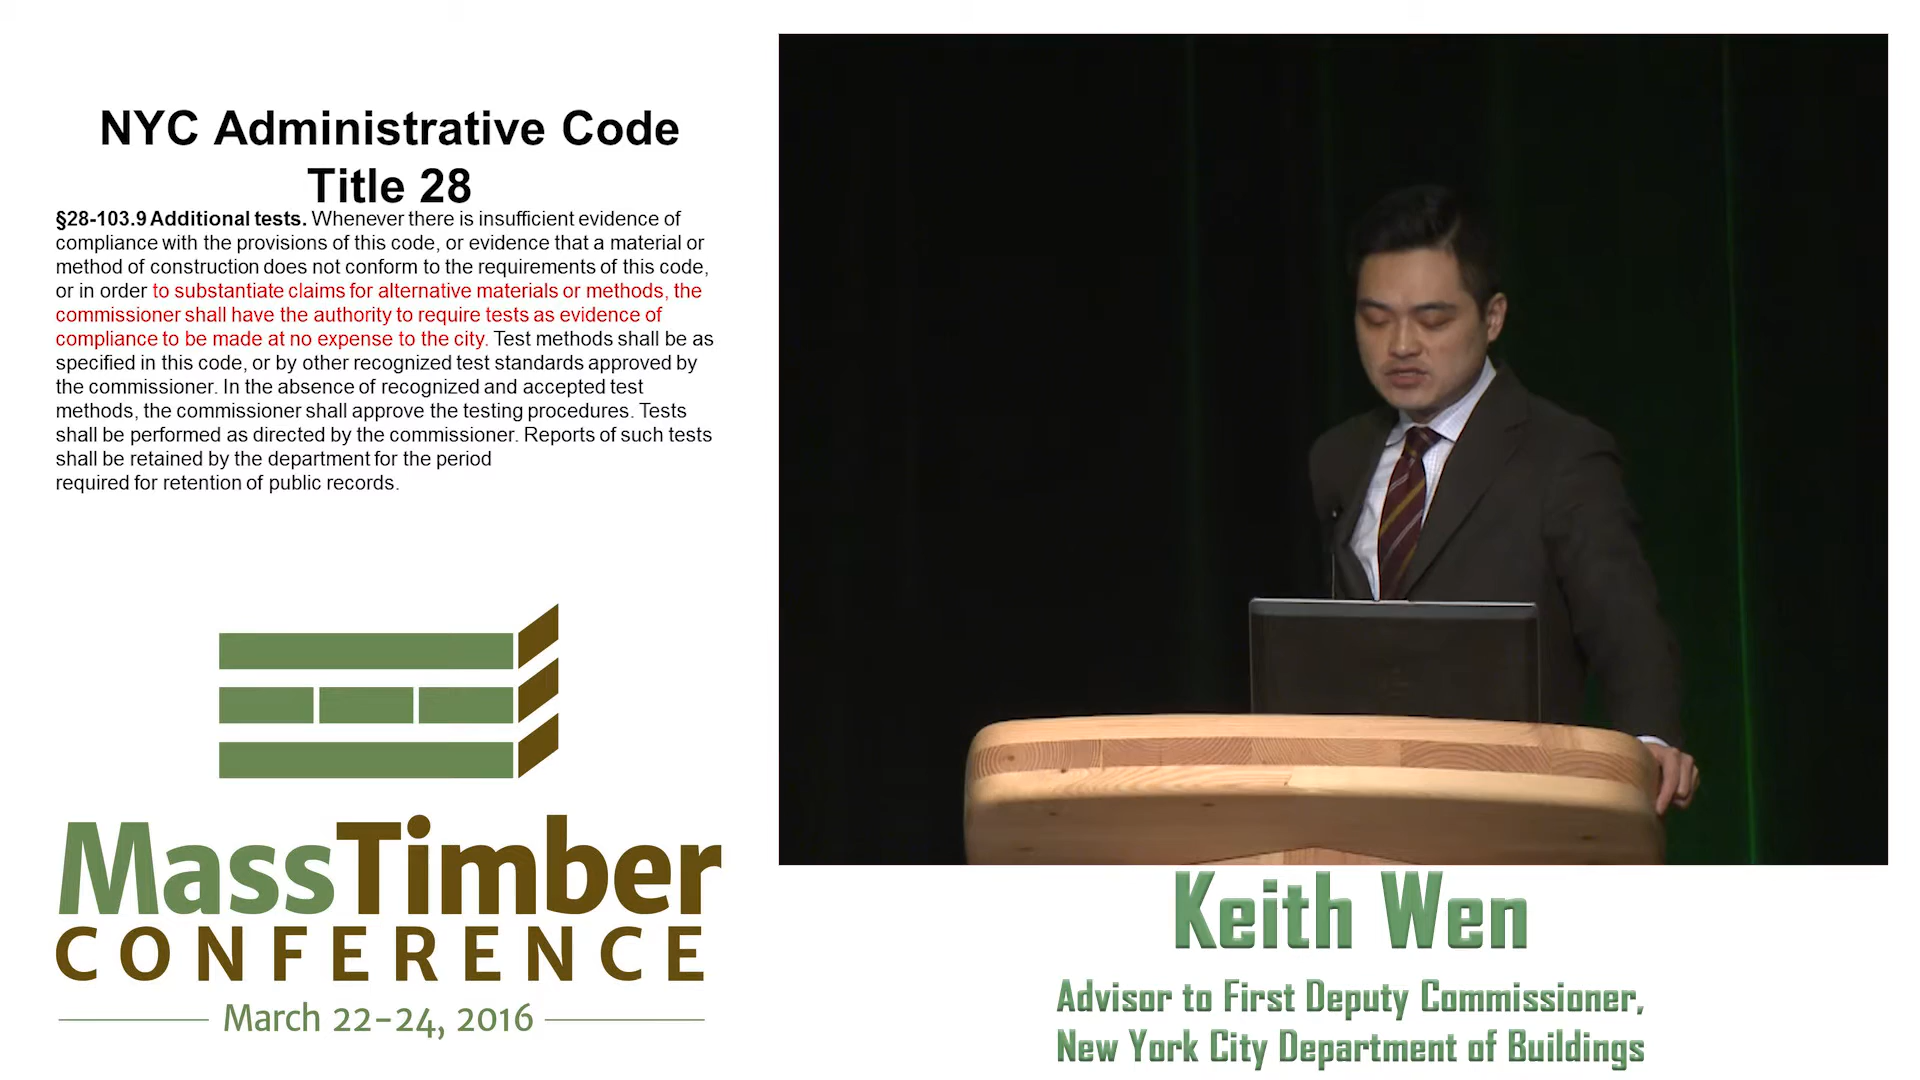 NYC Administrative Code
Title 28
§28-103.9 Additional tests. Whenever there is insufficient evidence of
compliance with the provisions of this code, or evidence that a material or
method of construction does not conform to the requirements of this code,
or in order to substantiate claims for alternative materials or methods, the
commissioner shall have the authority to require tests as evidence of
compliance to be made at no expense to the city. Test methods shall be as
specified in this code, or by other recognized test standards approved by
the commissioner. In the absence of recognized and accepted test
methods, the commissioner shall approve the testing procedures. Tests
shall be performed as directed by the commissioner. Reports of such tests
shall be retained by the department for the period
required for retention of public records.
MassTimber
CONFERENCE
March 22-24, 2016
Keith Wen
Advisor to First Deputy Commissioner,
New York City Department of Buildings